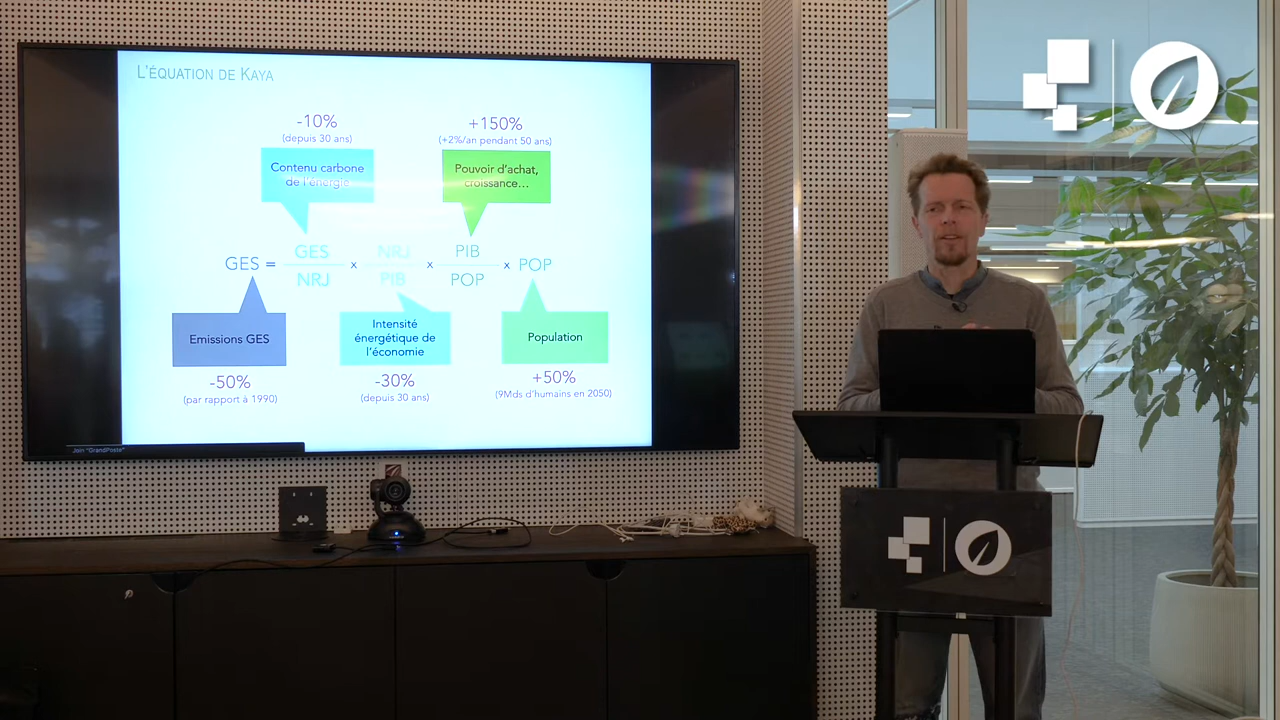 L'ÉQUATION DE KAYA
-10%
(depuis 30 ans)
+150%
(+2%/an pendant 50 ans)
Contenu carbone
de l'énergie
Pouvoir d'achat,
croissance...
GES = GES / NRJ x NRJ / PIB x PIB / POP x POP
Emissions GES
Intensité
énergétique de
l'économie
Population
-50%
(par rapport à 1990)
-30%
(depuis 30 ans)
+50%
(9Mds d'humains en 2050)
Join "GrandPoste"